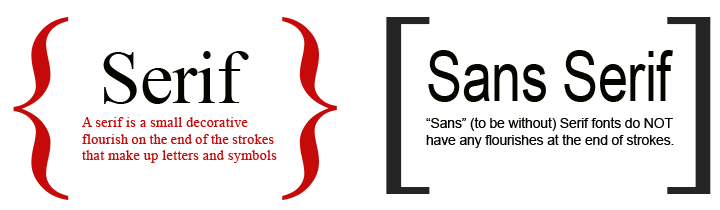 Serif
A serif is a small decorative
flourish on the end of the strokes
that make up letters and symbols
Sans Serif
“Sans” (to be without) Serif fonts do NOT
have any flourishes at the end of strokes.